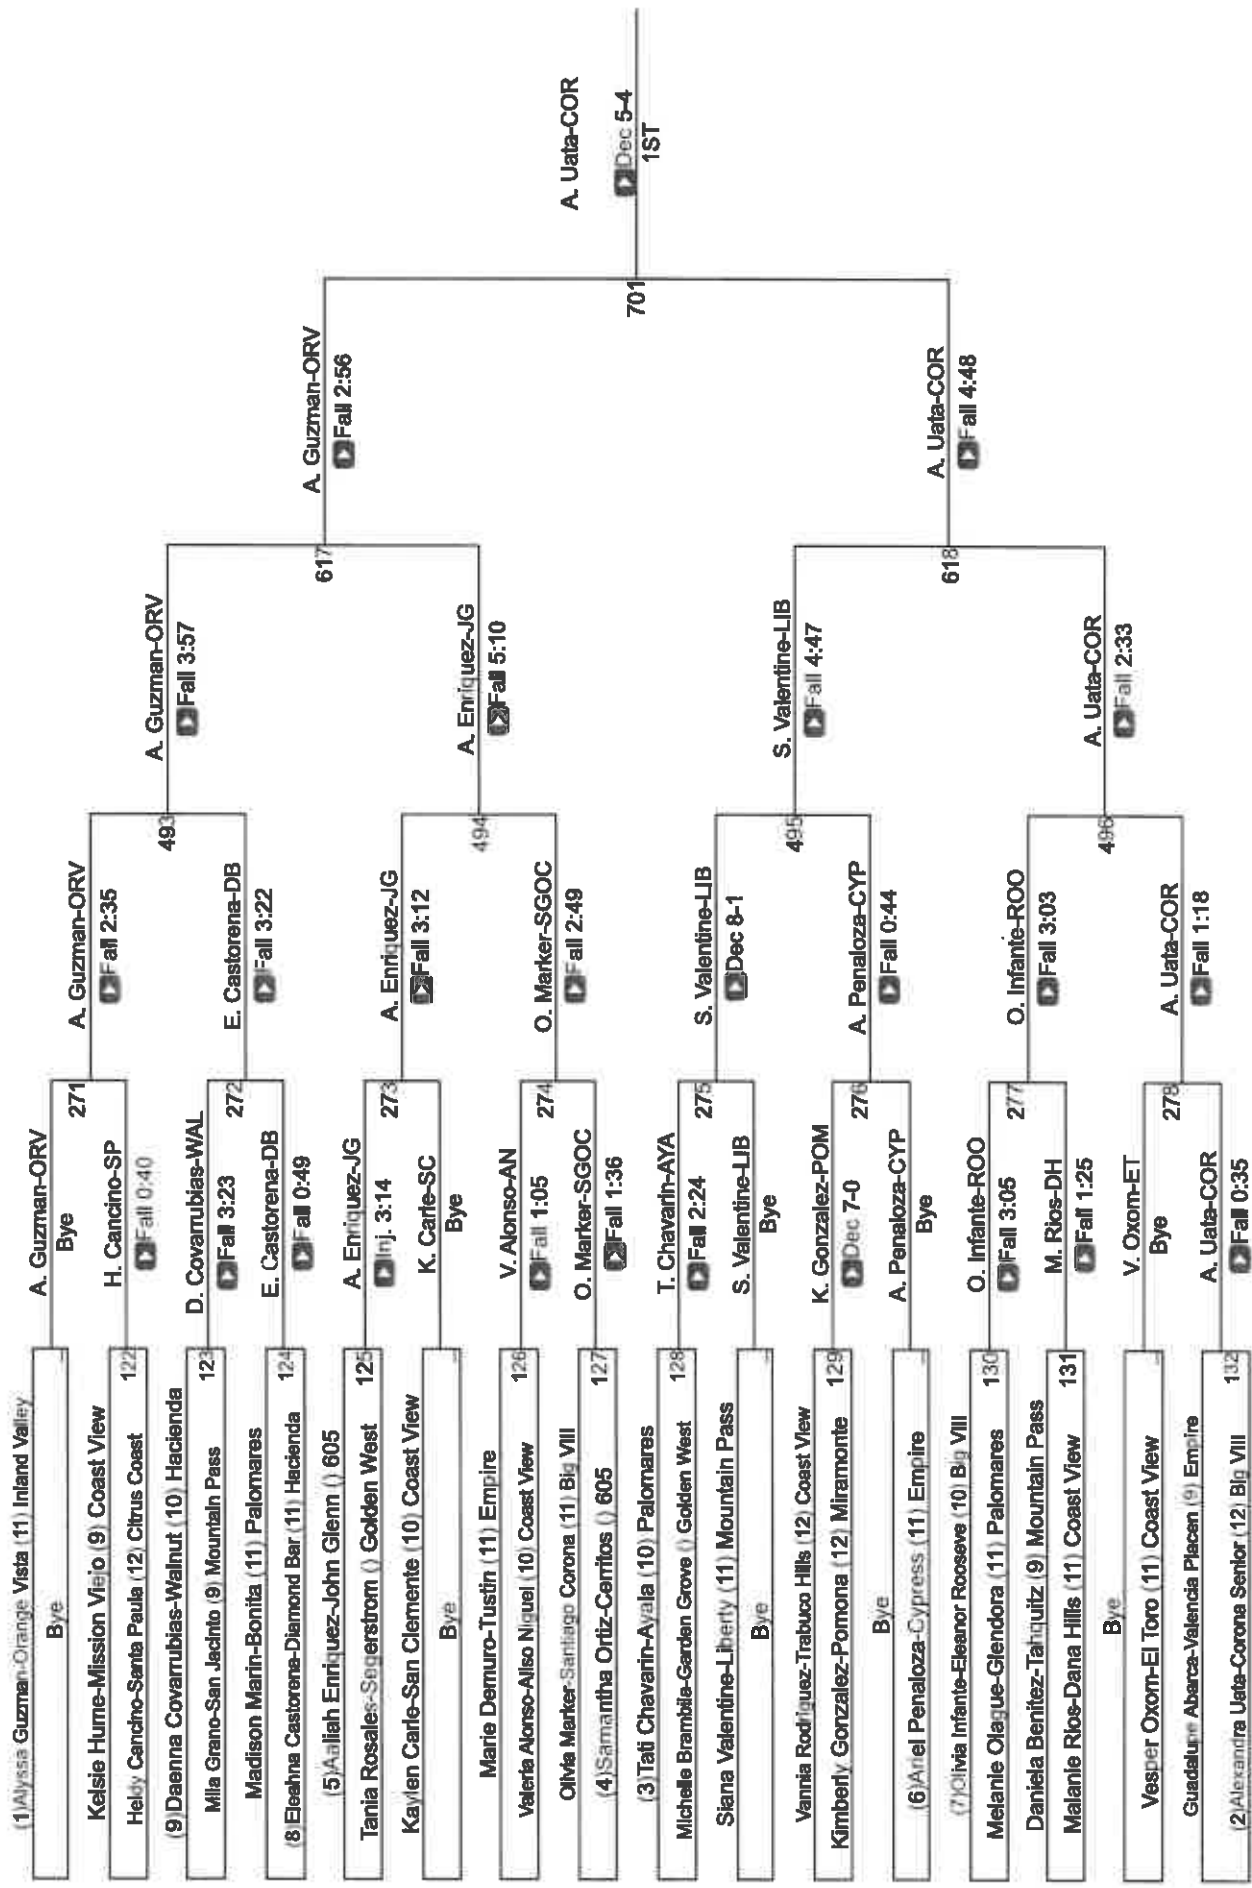 (1)Alyssa Guzman-Orange Vista (11) Inland Valley
Bye
Kelsie Hurre-Mission Viejo (9) Coast View
Heidy Cancino-Santa Paula (12) Citrus Coast
122
(9)Daenna Covarrubias-Walnut (10) Hacienda
Mila Grano-San Jacinto (9) Mountain Pass
123
Madison Marin-Bonita (11) Palomares
(8)Eleahna Castorena-Diamond Bar (11) Hacienda
124
(5)Aaliah Enriquez-John Glenn () 605
Tania Rosales-Segerstrom () Golden West
125
Kaylen Carle-San Clemente (10) Coast View
Bye
Marie Demuro-Tustin (11) Empire
Valeria Alonso-Aliso Niguel (10) Coast View
126
Olivia Marker-Santiago Corona (11) Big VIII
(4)Samantha Ortiz-Cerritos () 605
127
(3)Tati Chavarin-Ayala (10) Palomares
Michelle Brambila-Garden Grove () Golden West
128
Siana Valentine-Liberty (11) Mountain Pass
Bye
Vannia Rodriguez-Trabuco Hills (12) Coast View
Kimberly Gonzalez-Pomona (12) Miramonte
129
Bye
(6)Ariel Penaloza-Cypress (11) Empire
(7)Olivia Infante-Eleanor Rooseve (10) Big VIII
Melanie Olague-Glendora (11) Palomares
130
Daniela Benitez-Tahquitz (9) Mountain Pass
Malanie Rios-Dana Hills (11) Coast View
131
Bye
Vesper Oxom-El Toro (11) Coast View
Guadalupe Abarca-Valencia Placen (9) Empire
(2)Alexandra Uata-Corona Senior (12) Big VIII
132
A. Guzman-ORV
Bye
271
H. Cancino-SP
Fall 0:40
D. Covarrubias-WAL
Fall 3:23
272
E. Castorena-DB
Fall 0:49
A. Enriquez-JG
Inj. 3:14
273
K. Carle-SC
Bye
V. Alonso-AN
Fall 1:05
274
O. Marker-SGOC
Fall 1:36
T. Chavarin-AYA
Fall 2:24
275
S. Valentine-LIB
Bye
K. Gonzalez-POM
Dec 7-0
276
A. Penaloza-CYP
Bye
O. Infante-ROO
Fall 3:05
277
M. Rios-DH
Fall 1:25
V. Oxom-ET
Bye
278
A. Uata-COR
Fall 0:35
A. Guzman-ORV
Fall 2:35
493
E. Castorena-DB
Fall 3:22
A. Enriquez-JG
Fall 3:12
494
O. Marker-SGOC
Fall 2:49
S. Valentine-LIB
Dec 8-1
495
A. Penaloza-CYP
Fall 0:44
O. Infante-ROO
Fall 3:03
496
A. Uata-COR
Fall 1:18
A. Guzman-ORV
Fall 3:57
617
A. Enriquez-JG
Fall 5:10
S. Valentine-LIB
Fall 4:47
618
A. Uata-COR
Fall 2:33
A. Guzman-ORV
Fall 2:56
701
A. Uata-COR
Fall 4:48
A. Uata-COR
Dec 5-4
1ST